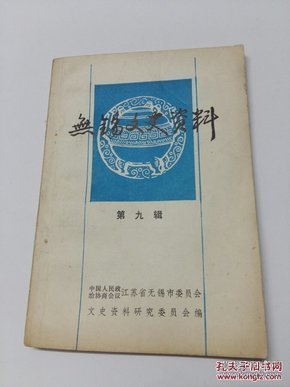 無锡文史资料
第九辑
中国人民政治协商会议江苏省无锡市委员会
文史资料研究委员会编
孔夫子旧书网